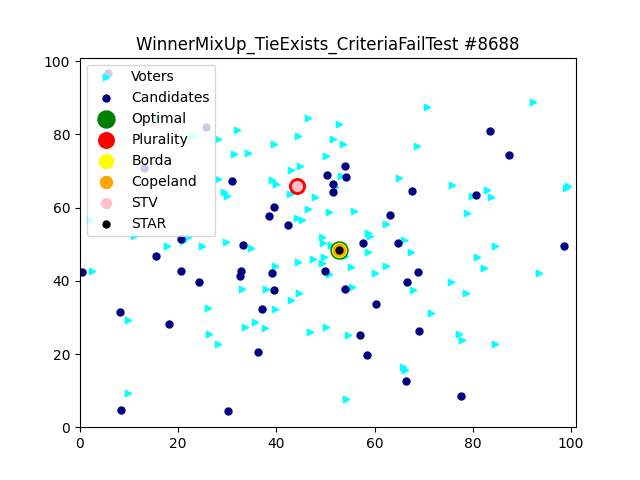 WinnerMixUp_TieExists_CriteriaFailTest #8688
100
80
60
40
20
0
Voters
Candidates
Optimal
Plurality
Borda
Copeland
STV
STAR
0 20 40 60 80 100